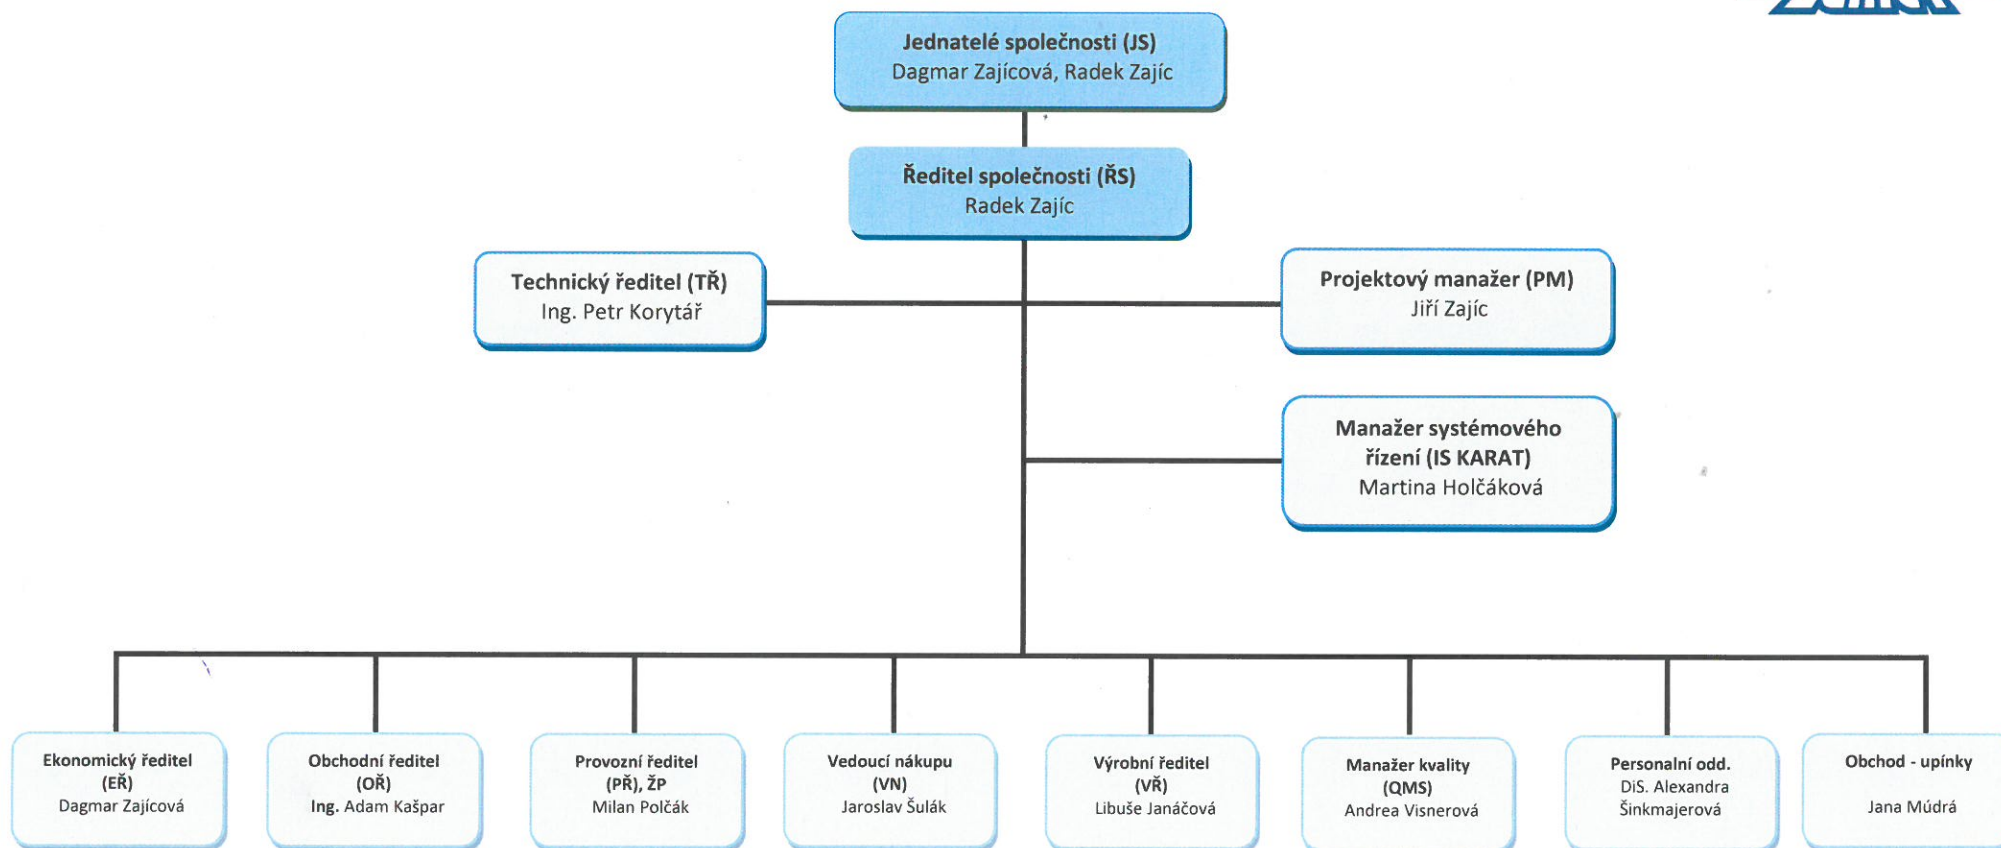 Jednatelé společnosti (JS)
Dagmar Zajícová, Radek Zajíc
Ředitel společnosti (ŘS)
Radek Zajíc
Technický ředitel (TŘ)
Ing. Petr Korytář
Projektový manažer (PM)
Jiří Zajíc
Manažer systémového
řízení (IS KARAT)
Martina Holčáková
Ekonomický ředitel
(EŘ)
Dagmar Zajícová
Obchodní ředitel
(OŘ)
Ing. Adam Kašpar
Provozní ředitel
(PŘ), ŽP
Milan Polčák
Vedoucí nákupu
(VN)
Jaroslav Šulák
Výrobní ředitel
(VŘ)
Libuše Janáčová
Manažer kvality
(QMS)
Andrea Visnerová
Personalní odd.
DiS. Alexandra
Šinkmajerová
Obchod - upínky
Jana Múdrá